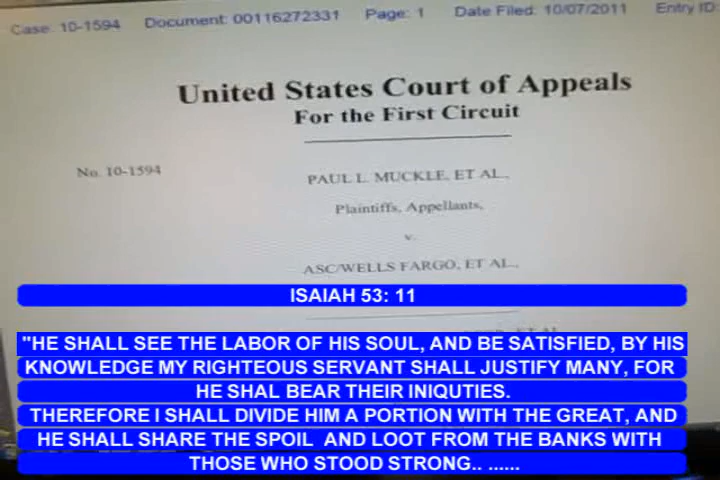 Case: 10-1594 Document: 00116272331 Page: 1 Date Filed: 10/07/2011 Entry ID:
United States Court of Appeals
For the First Circuit
No. 10-1594
PAUL L. MUCKLE, ET AL.,
Plaintiffs, Appellants,
v.
ASC/WELLS FARGO, ET AL.,
ISAIAH 53: 11
ET AL
"HE SHALL SEE THE LABOR OF HIS SOUL, AND BE SATISFIED, BY HIS
KNOWLEDGE MY RIGHTEOUS SERVANT SHALL JUSTIFY MANY, FOR
HE SHAL BEAR THEIR INIQUTIES.
THEREFORE I SHALL DIVIDE HIM A PORTION WITH THE GREAT, AND
HE SHALL SHARE THE SPOIL AND LOOT FROM THE BANKS WITH
THOSE WHO STOOD STRONG.. ......